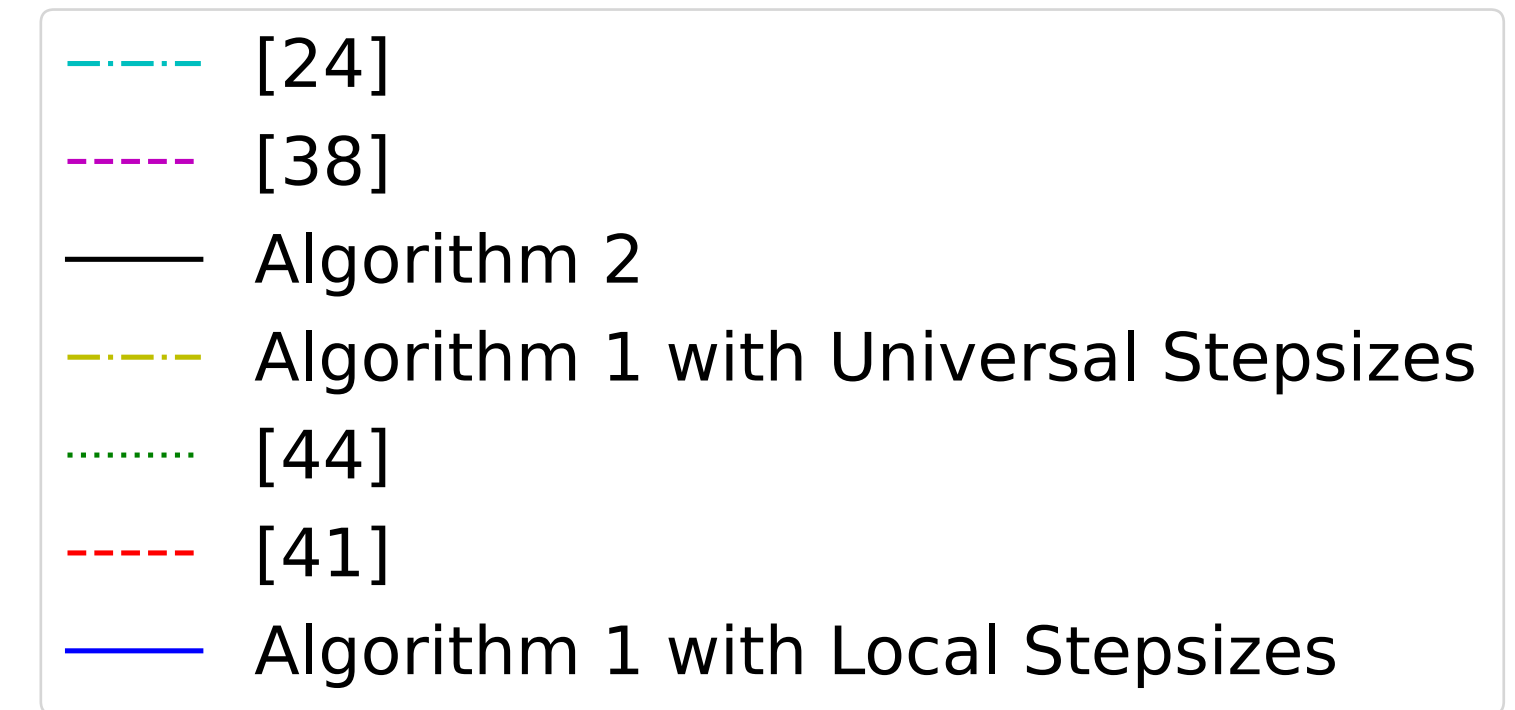 [24]
[38]
Algorithm 2
Algorithm 1 with Universal Stepsizes
[44]
[41]
Algorithm 1 with Local Stepsizes